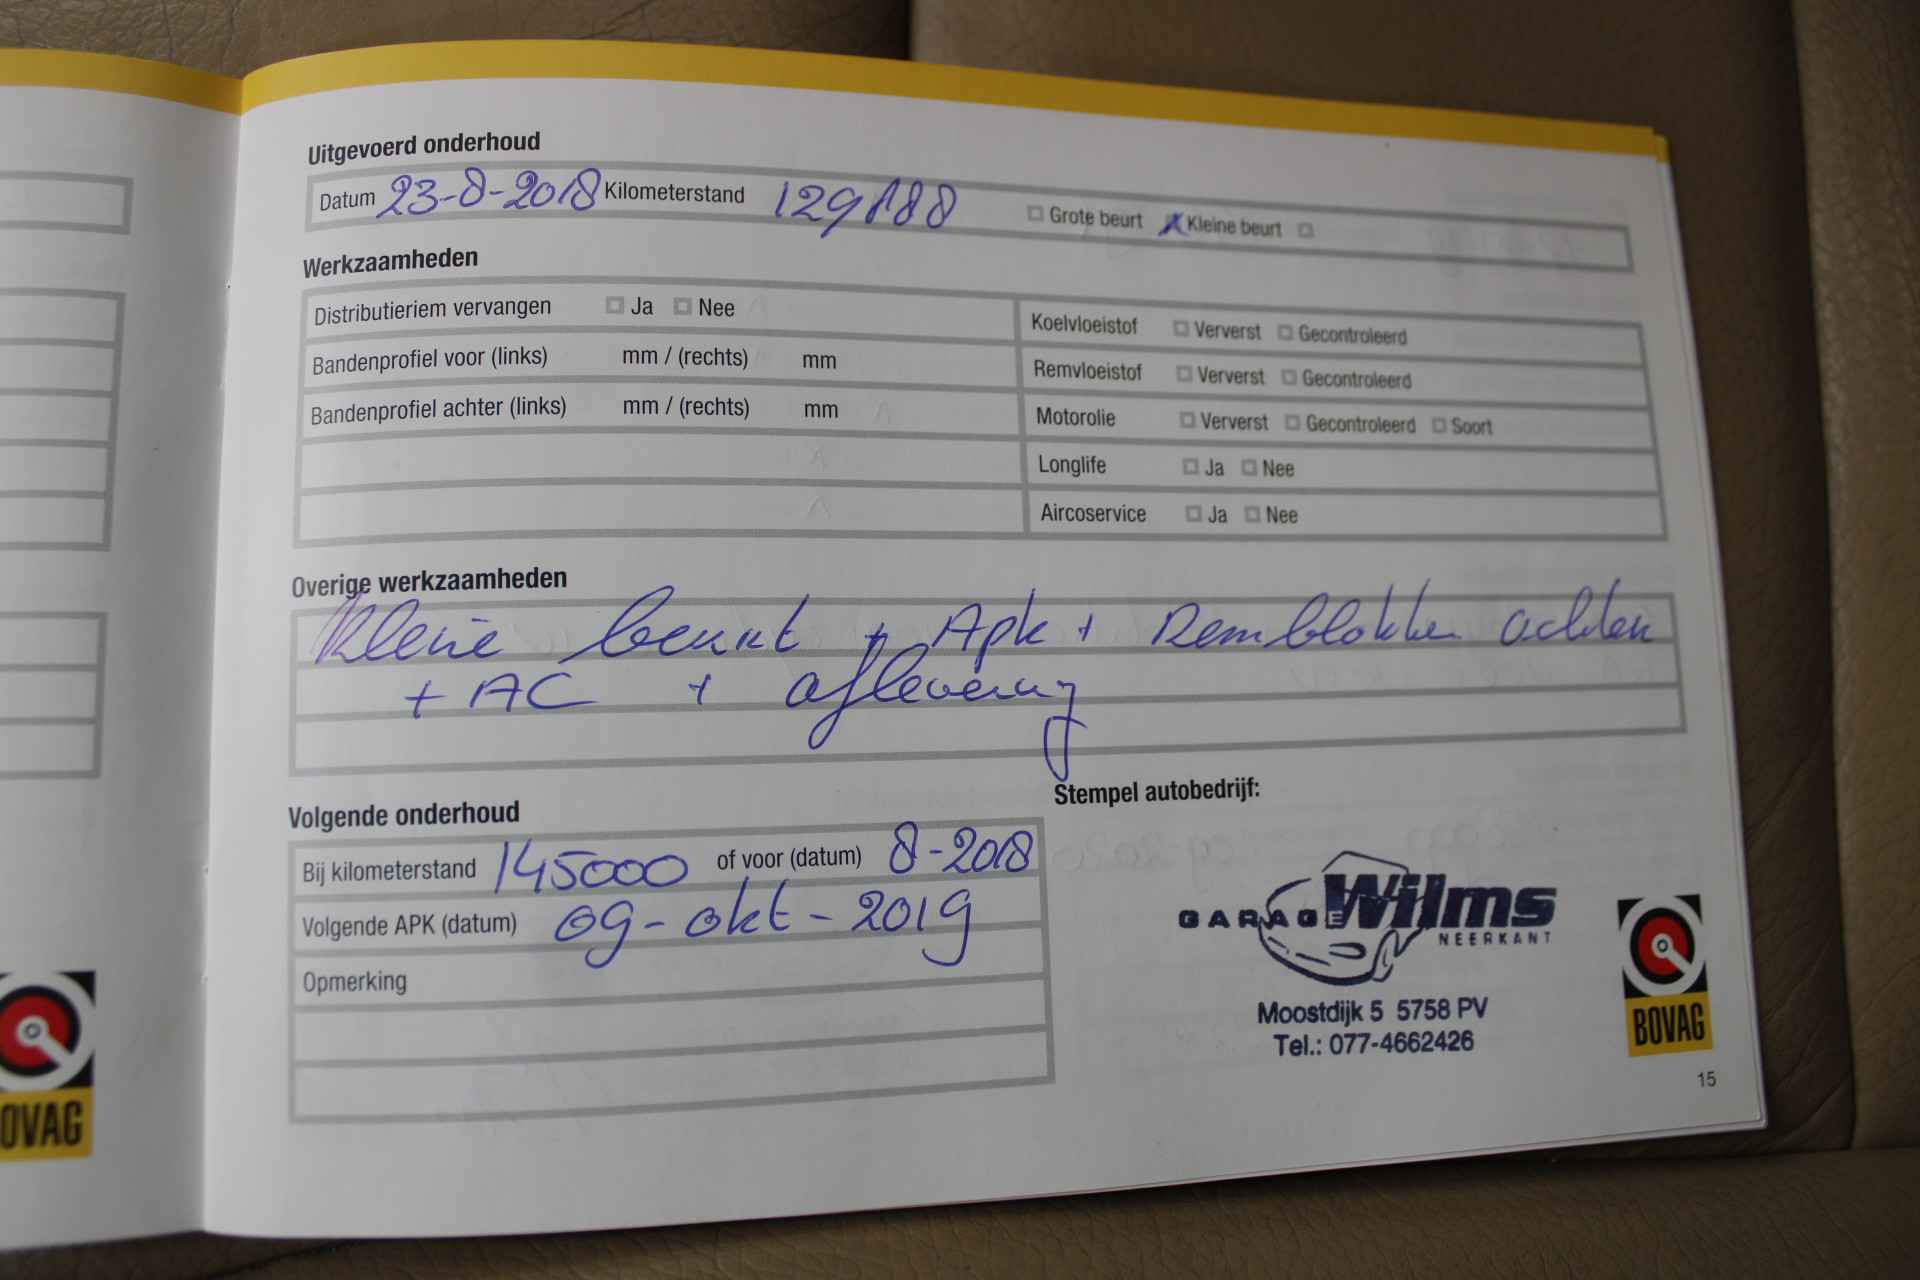 Uitgevoerd onderhoud
Datum 23-8-2018 Kilometerstand 129188 Grote beurt Kleine beurt
Werkzaamheden
Distributieriem vervangen Ja Nee
Bandenprofiel voor (links) mm / (rechts) mm
Bandenprofiel achter (links) mm / (rechts) mm
Koelvloeistof Ververst Gecontroleerd
Remvloeistof Ververst Gecontroleerd
Motorolie Ververst Gecontroleerd Soort
Longlife Ja Nee
Aircoservice Ja Nee
Overige werkzaamheden
Kleine beurt + Apk + Remblokken achter
+ AC + aflevering
Volgende onderhoud
Bij kilometerstand 145000 of voor (datum) 8-2018
Volgende APK (datum) 09-okt-2019
Opmerking
Stempel autobedrijf:
GARAGE Wilms
NEERKANT
Moostdijk 5 5758 PV
Tel.: 077-4662426
BOVAG
15
OVAG